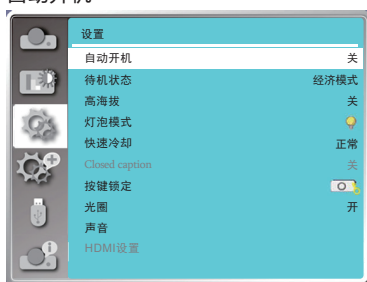 设置
自动开机 关
待机状态 经济模式
高海拔 关
灯泡模式
快速冷却 正常
Closed caption 关
按键锁定
光圈 开
声音
HDMI设置